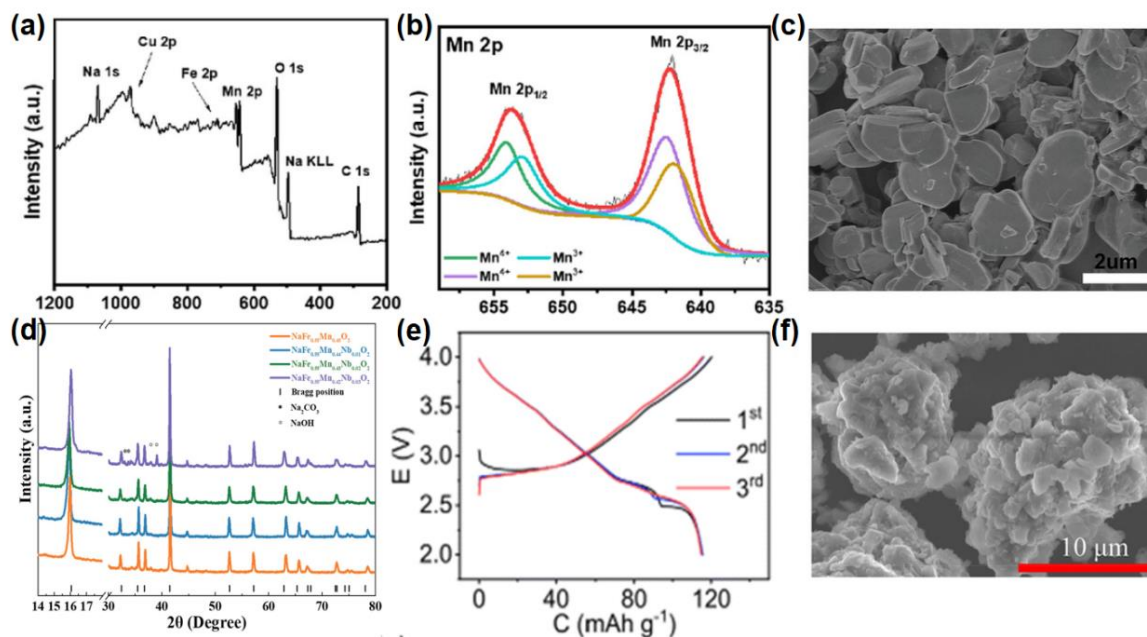 (a)
Cu 2p
Na 1s
Fe 2p
Mn 2p
O 1s
Na KLL
C 1s
Intensity (a.u.)
1200 1000 800 600 400 200
(b)
Mn 2p
Mn 2p3/2
Mn 2p1/2
Intensity (a.u.)
Mn4+ Mn3+
Mn4+ Mn3+
655 650 645 640 635
(c)
2um
(d)
Bragg position
Na2CO3
NaOH
Intensity (a.u.)
14 15 16 17 30 40 50 60 70 80
2θ (Degree)
(e)
4.0
3.5
3.0
2.5
2.0
E (V)
1st
2nd
3rd
0 40 80 120
C (mAh g-1)
(f)
10 μm